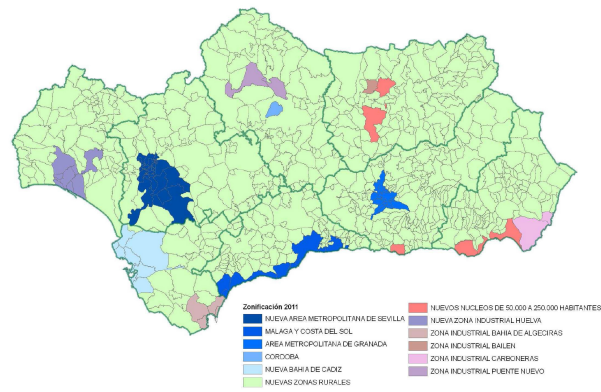 Zonificación 2011
NUEVA AREA METROPOLITANA DE SEVILLA
MALAGA Y COSTA DEL SOL
AREA METROPOLITANA DE GRANADA
CORDOBA
NUEVA BAHIA DE CADIZ
NUEVAS ZONAS RURALES
NUEVOS NUCLEOS DE 50.000 A 250.000 HABITANTES
NUEVA ZONA INDUSTRIAL HUELVA
ZONA INDUSTRIAL BAHIA DE ALGECIRAS
ZONA INDUSTRIAL BAILEN
ZONA INDUSTRIAL CARBONERAS
ZONA INDUSTRIAL PUENTE NUEVO